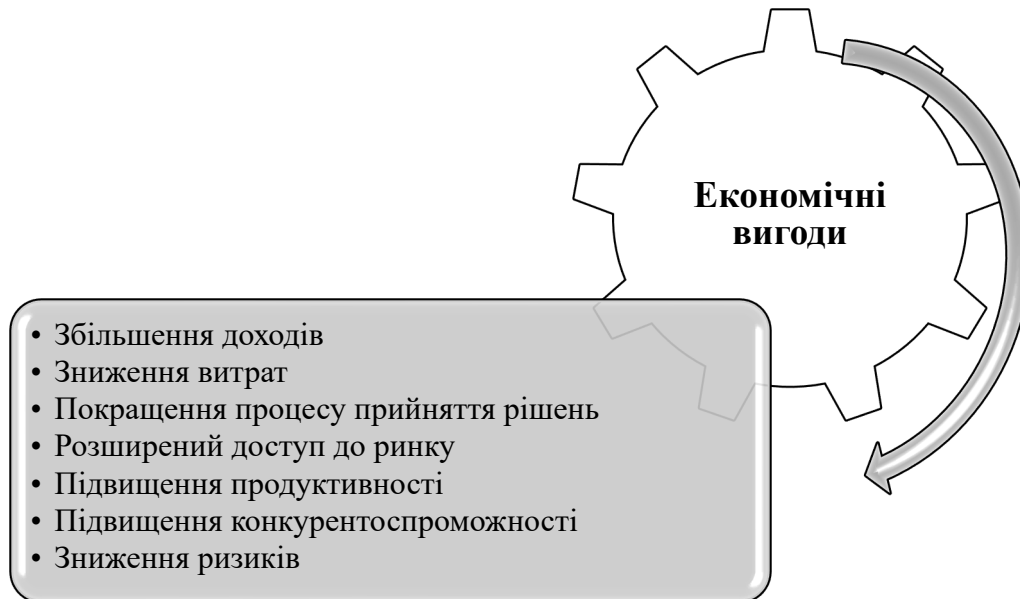 Економічні
вигоди
• Збільшення доходів
• Зниження витрат
• Покращення процесу прийняття рішень
• Розширений доступ до ринку
• Підвищення продуктивності
• Підвищення конкурентоспроможності
• Зниження ризиків